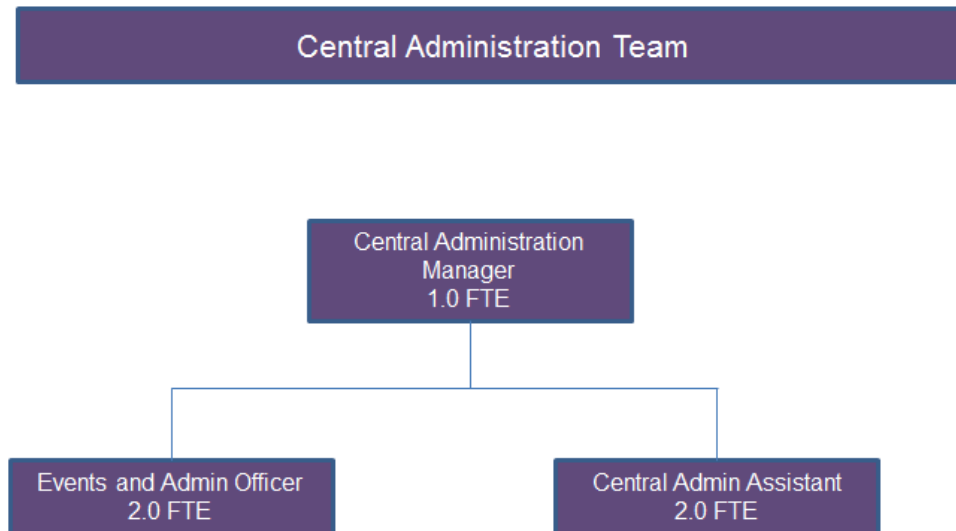 Central Administration Team
Central Administration
Manager
1.0 FTE
Events and Admin Officer
2.0 FTE
Central Admin Assistant
2.0 FTE